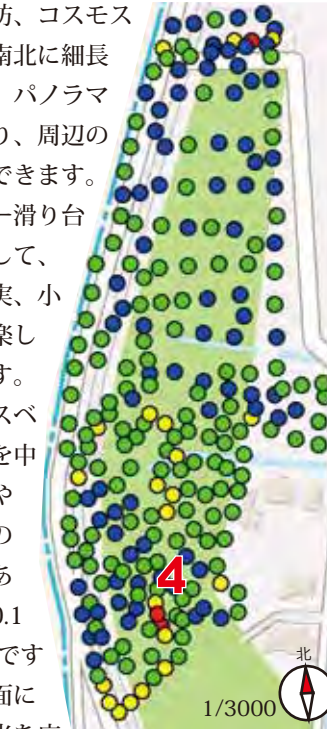 坊、コスモス
南北に細長
パノラマ
り、周辺の
できます。
ー滑り台
して、
実、小
楽し
す。
スベ
を中
や
の
あ
0.1
です
面に
4
北
1/3000